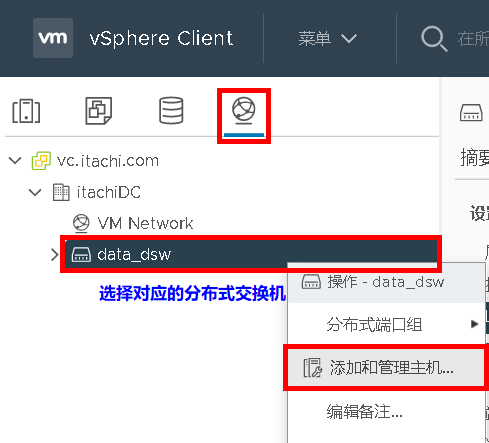 vm vSphere Client 菜单 在所
vc.itachi.com
摘要
itachiDC
VM Network
data_dsw
选择对应的分布式交换机
操作 - data_dsw
分布式端口组
添加和管理主机...
编辑备注...